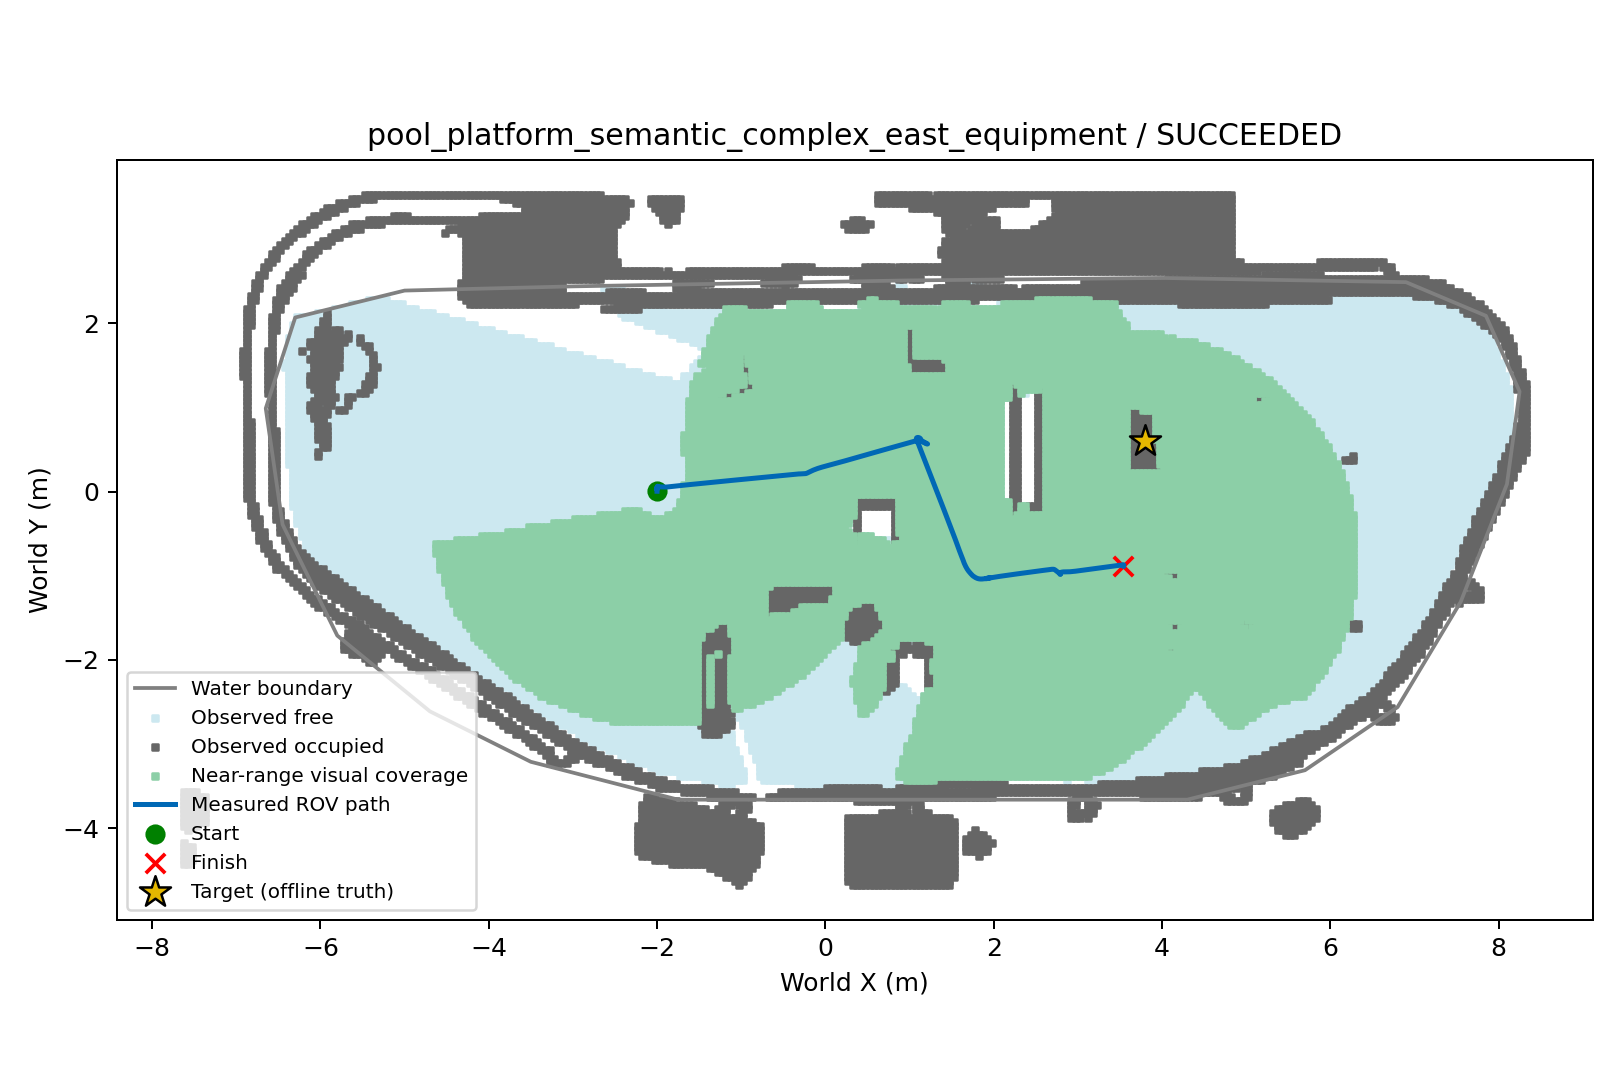 pool_platform_semantic_complex_east_equipment / SUCCEEDED
World Y (m)
2
0
−2
−4
Water boundary
Observed free
Observed occupied
Near-range visual coverage
Measured ROV path
Start
Finish
Target (offline truth)
−8 −6 −4 −2 0 2 4 6 8
World X (m)